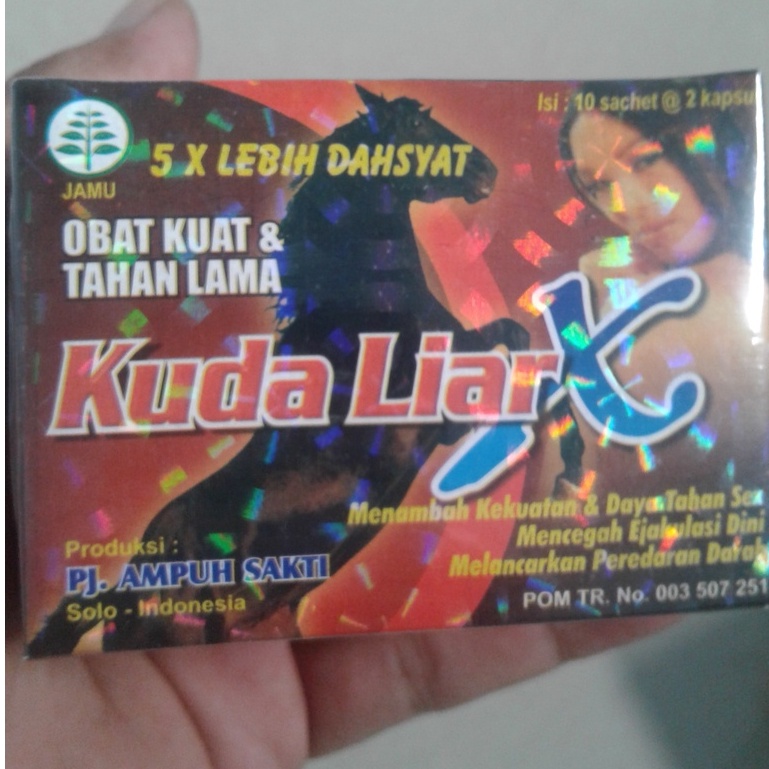 Isi : 10 sachet @ 2 kapsu
JAMU
5 X LEBIH DAHSYAT
OBAT KUAT &
TAHAN LAMA
Kuda Liar X
Menambah Kekuatan & Daya Tahan Sex
Mencegah Ejakulasi Dini
Melancarkan Peredaran Darah
Produksi :
PJ. AMPUH SAKTI
Solo - Indonesia
POM TR. No. 003 507 251